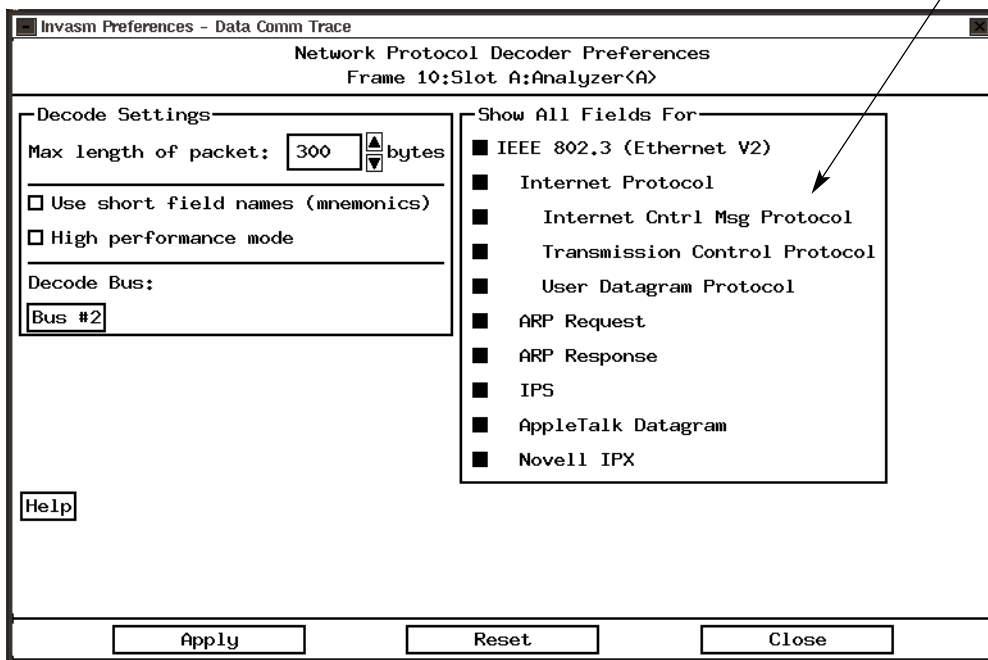 Invasm Preferences - Data Comm Trace
Network Protocol Decoder Preferences
Frame 10:Slot A:Analyzer<A>
Decode Settings
Max length of packet: 300 bytes
Use short field names (mnemonics)
High performance mode
Decode Bus:
Bus #2
Show All Fields For
IEEE 802.3 (Ethernet V2)
Internet Protocol
Internet Cntrl Msg Protocol
Transmission Control Protocol
User Datagram Protocol
ARP Request
ARP Response
IPS
AppleTalk Datagram
Novell IPX
Help
Apply Reset Close